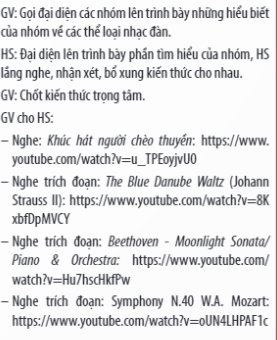 GV: Gọi đại diện các nhóm lên trình bày những hiểu biết
của nhóm về các thể loại nhạc đàn.
HS: Đại diện lên trình bày phần tìm hiểu của nhóm, HS
lắng nghe, nhận xét, bổ xung kiến thức cho nhau.
GV: Chốt kiến thức trọng tâm.
GV cho HS:
– Nghe: Khúc hát người chèo thuyền: https://www.
youtube.com/watch?v=u_TPEoyjvU0
– Nghe trích đoạn: The Blue Danube Waltz (Johann
Strauss II): https://www.youtube.com/watch?v=8K
xbfDpMVCY
– Nghe trích đoạn: Beethoven - Moonlight Sonata/
Piano & Orchestra: https://www.youtube.com/
watch?v=Hu7hscHkfPw
– Nghe trích đoạn: Symphony N.40 W.A. Mozart:
https://www.youtube.com/watch?v=oUN4LHPAF1c